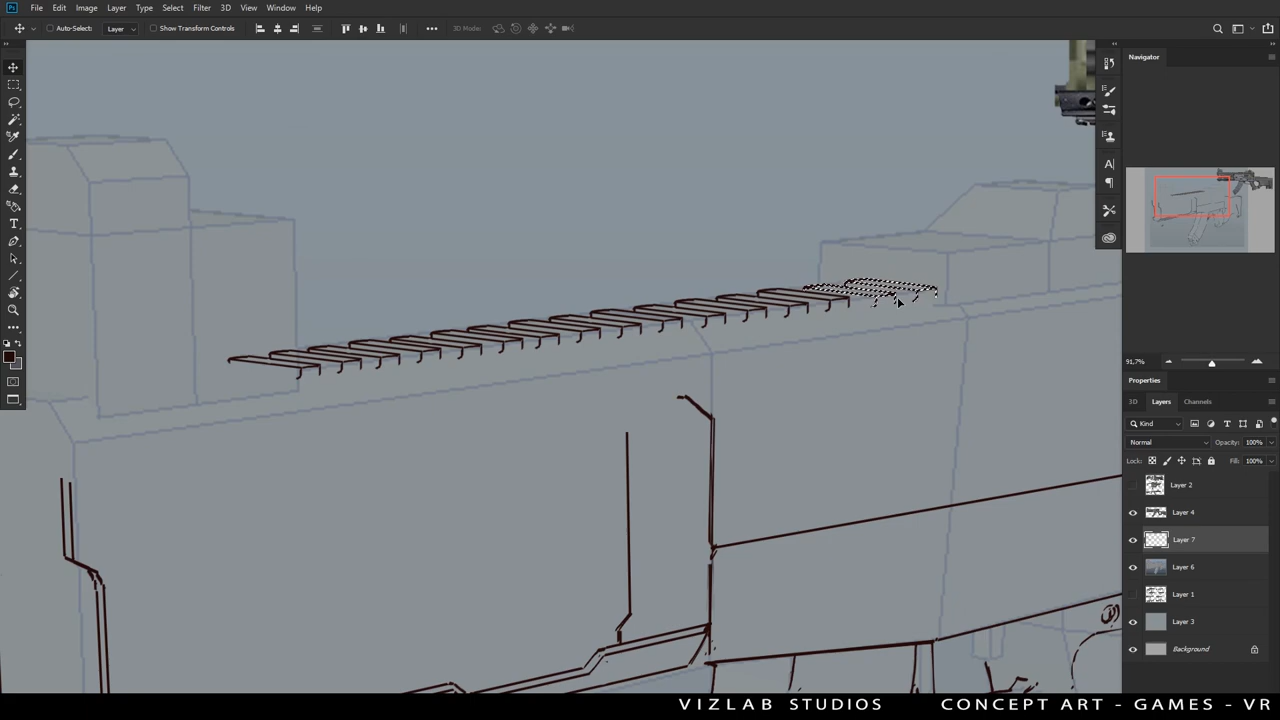 Ps File Edit Image Layer Type Select Filter 3D View Window Help
Auto-Select: Layer Show Transform Controls 3D Mode:
Navigator
91.7%
Properties
3D Layers Channels
Kind
Normal Opacity: 100%
Lock: Fill: 100%
Layer 2
Layer 4
Layer 7
Layer 6
Layer 1
Layer 3
Background
VIZLAB STUDIOS CONCEPT ART - GAMES - VR